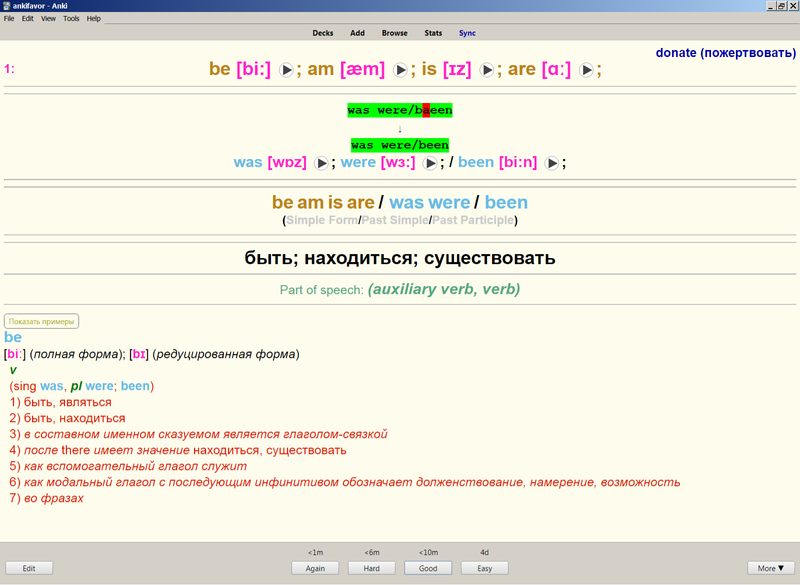 ankifavor - Anki
File Edit View Tools Help
Decks Add Browse Stats Sync
donate (пожертвовать)
1: be [biː] ; am [æm] ; is [ɪz] ; are [ɑː] ;
was were/baeen
↓
was were/been
was [wɒz] ; were [wɜː] ; / been [biːn] ;
be am is are / was were / been
(Simple Form/Past Simple/Past Participle)
быть; находиться; существовать
Part of speech: (auxiliary verb, verb)
Показать примеры
be
[biː] (полная форма); [bɪ] (редуцированная форма)
v
(sing was, pl were; been)
1) быть, являться
2) быть, находиться
3) в составном именном сказуемом является глаголом-связкой
4) после there имеет значение находиться, существовать
5) как вспомогательный глагол служит
6) как модальный глагол с последующим инфинитивом обозначает долженствование, намерение, возможность
7) во фразах
<1m <6m <10m 4d
Edit Again Hard Good Easy More ▼